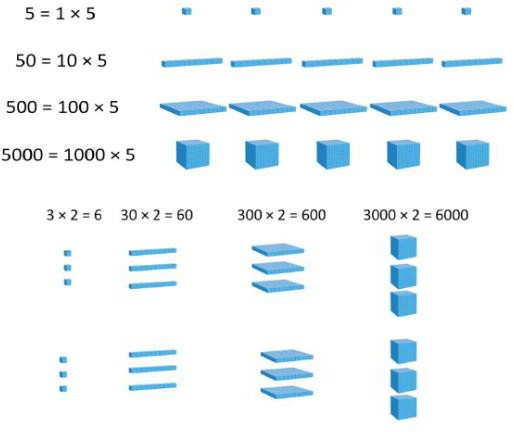 5 = 1 × 5
50 = 10 × 5
500 = 100 × 5
5000 = 1000 × 5
3 × 2 = 6 30 × 2 = 60 300 × 2 = 600 3000 × 2 = 6000